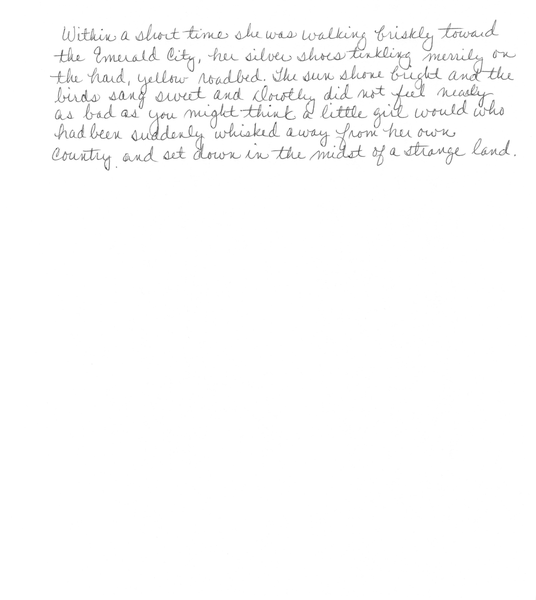 Within a short time she was walking briskly toward
the Emerald City, her silver shoes tinkling merrily on
the hard, yellow roadbed. The sun shone bright and the
birds sang sweet and Dorothy did not feel nearly
as bad as you might think a little girl would who
had been suddenly whisked away from her own
country and set down in the midst of a strange land.